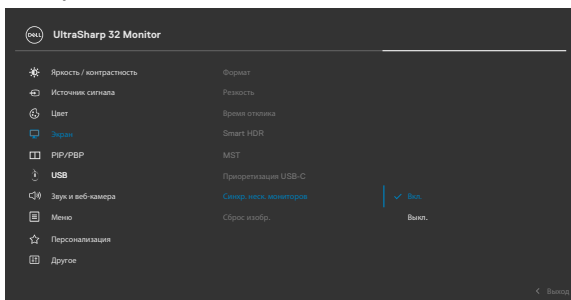 DELL UltraSharp 32 Monitor
Яркость / контрастность Формат
Источник сигнала Резкость
Цвет Время отклика
Экран Smart HDR
PIP/PBP MST
USB Приоретизация USB-C
Звук и веб-камера Синхр. неск. мониторов Вкл.
Меню Сброс изобр. Выкл.
Персонализация
Другое
Выход